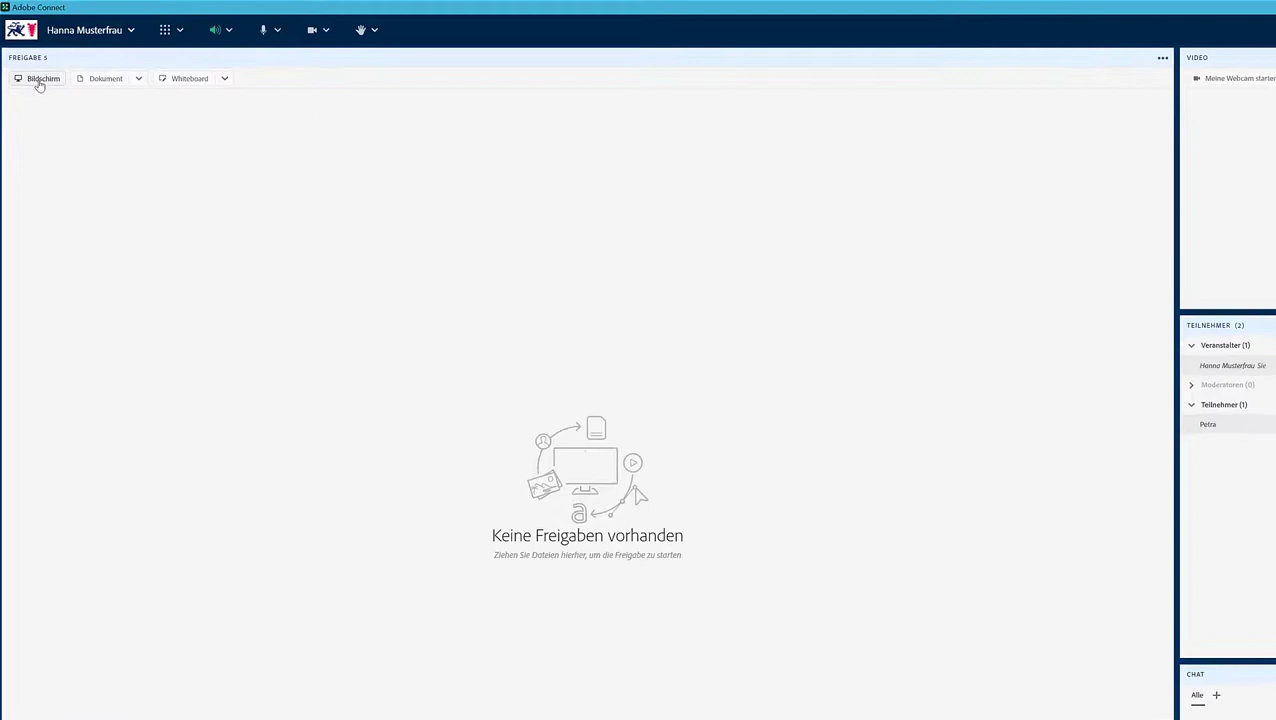 Adobe Connect
Hanna Musterfrau
FREIGABE 5
Bildschirm
Dokument
Whiteboard
Keine Freigaben vorhanden
Ziehen Sie Dateien hierher, um die Freigabe zu starten
VIDEO
Meine Webcam starten
TEILNEHMER (2)
Veranstalter (1)
Hanna Musterfrau Sie
Moderatoren (0)
Teilnehmer (1)
Petra
CHAT
Alle